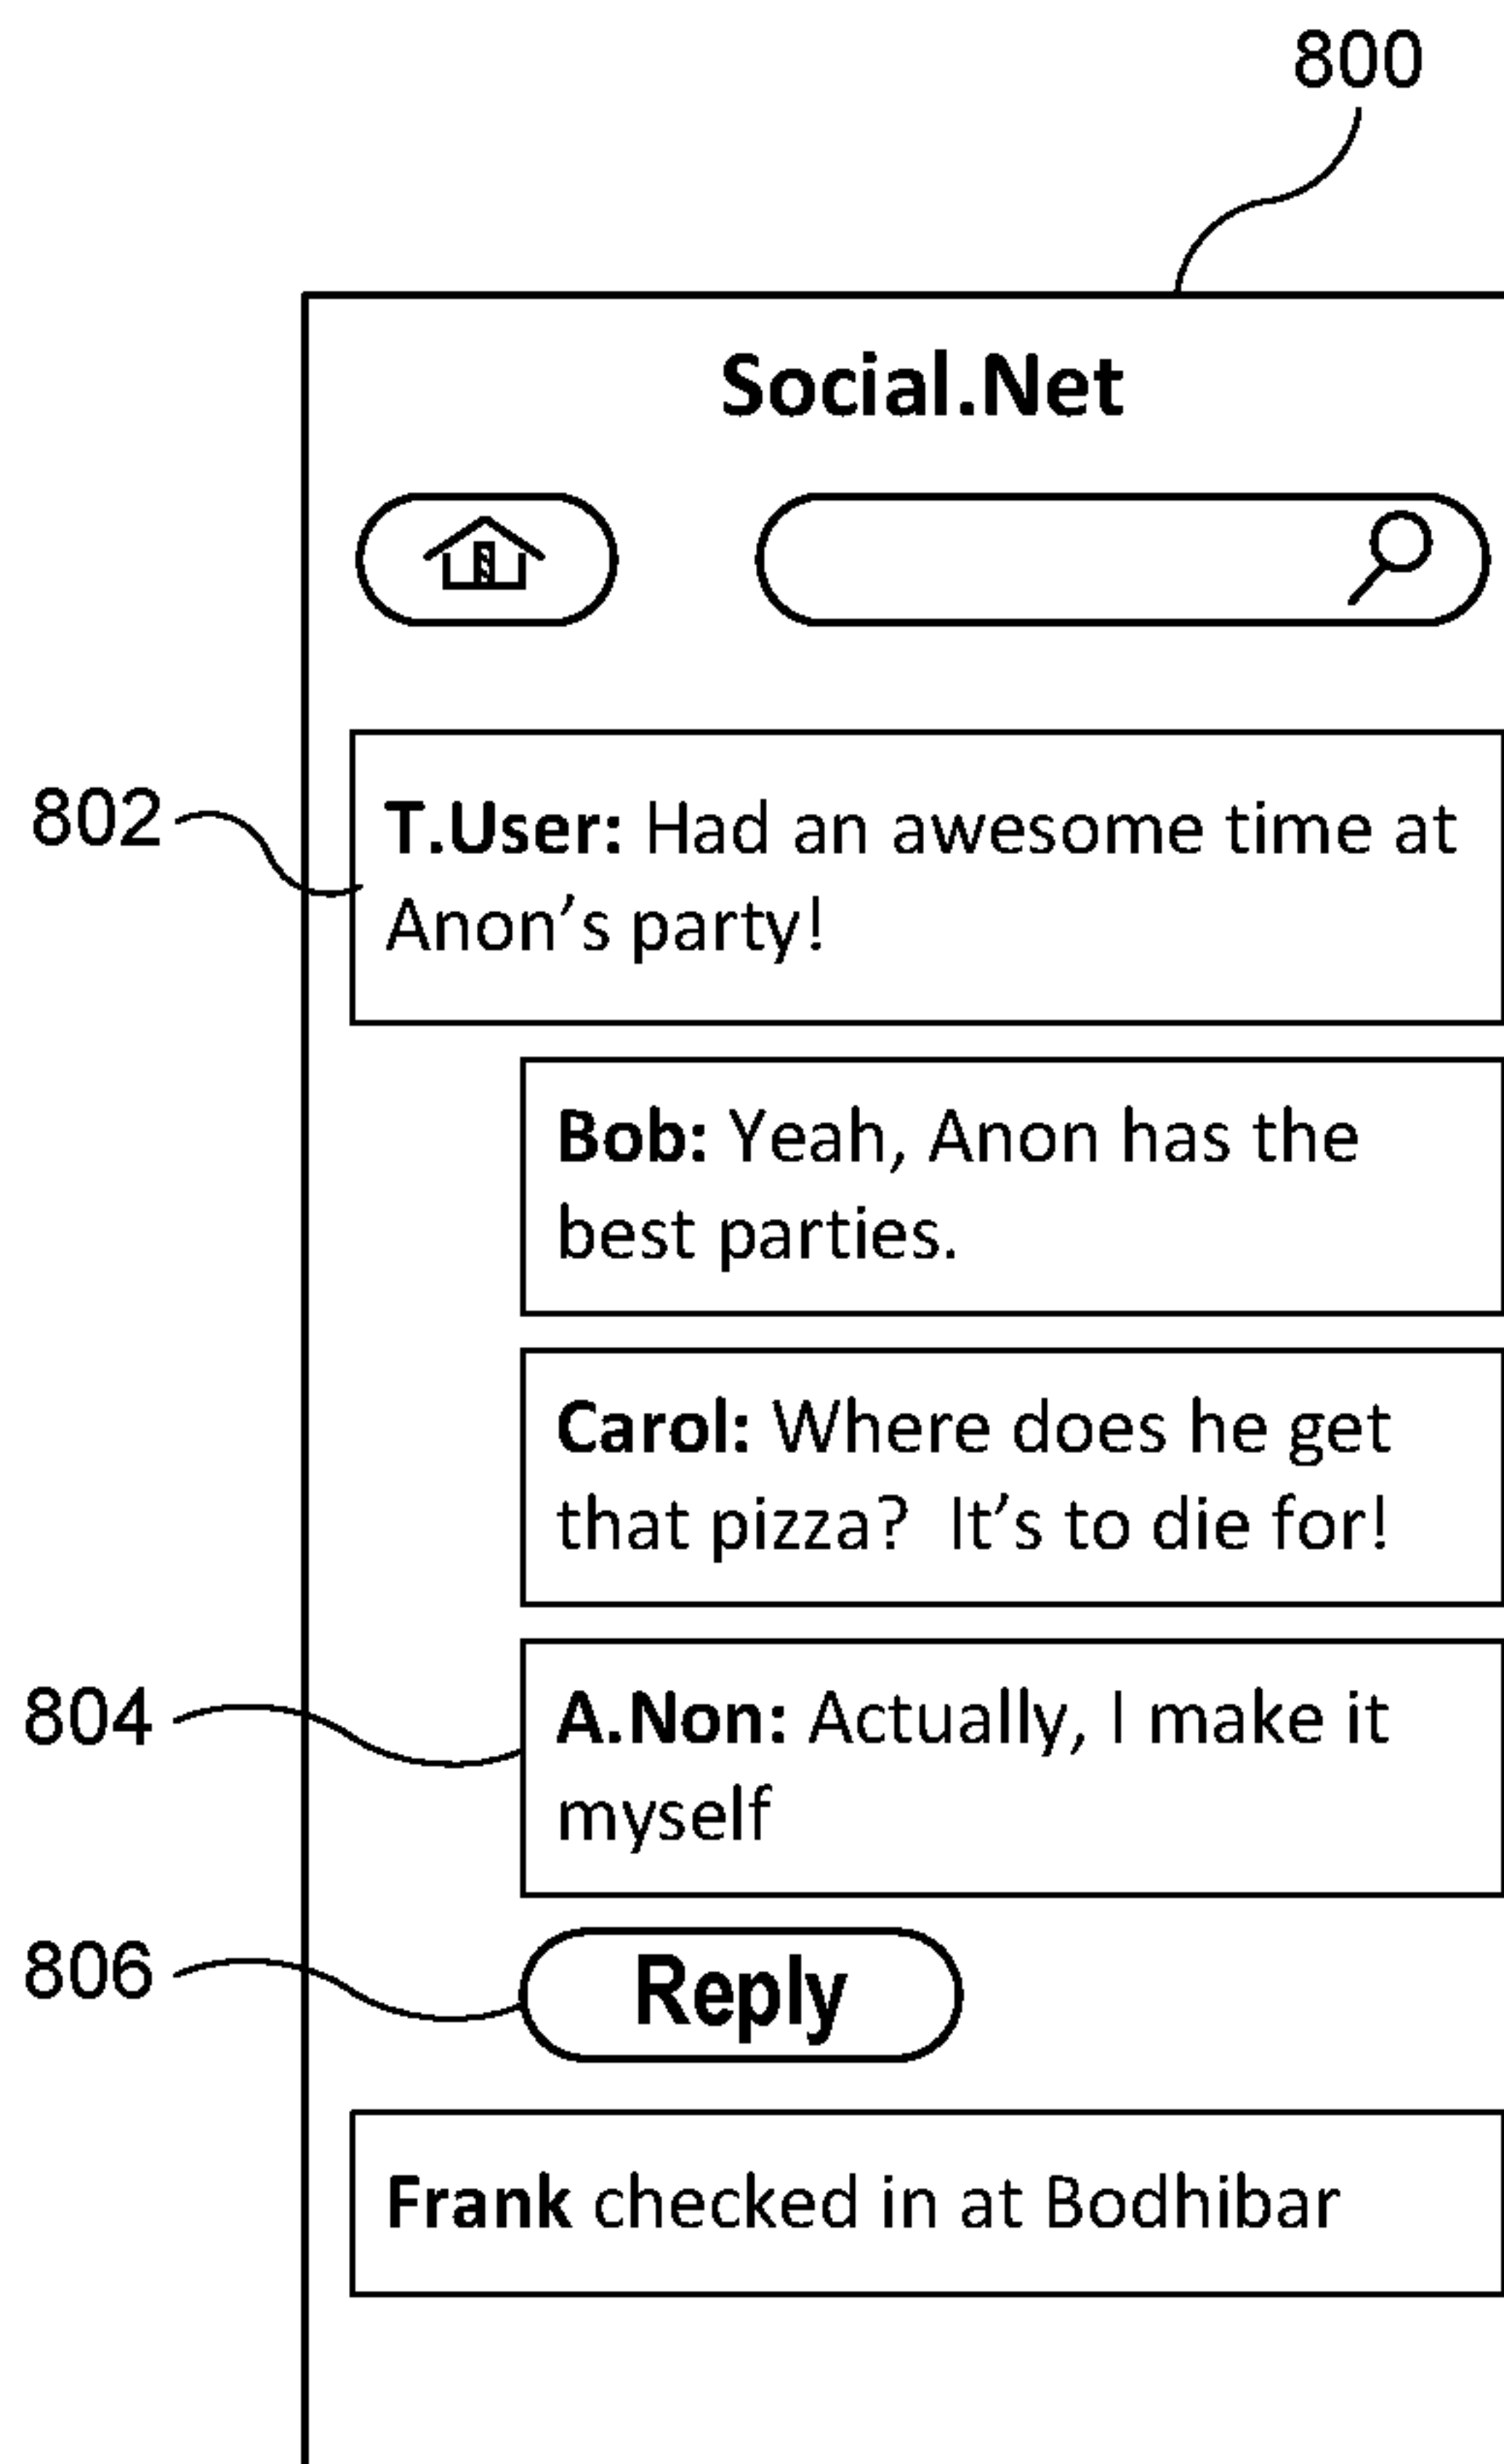 800
Social.Net
802
T.User: Had an awesome time at
Anon’s party!
Bob: Yeah, Anon has the
best parties.
Carol: Where does he get
that pizza?  It’s to die for!
804
A.Non: Actually, I make it
myself
806
Reply
Frank checked in at Bodhibar